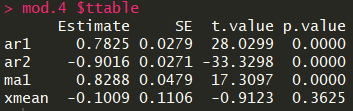 > mod.4 $ttable
Estimate SE t.value p.value
ar1 0.7825 0.0279 28.0299 0.0000
ar2 -0.9016 0.0271 -33.3298 0.0000
ma1 0.8288 0.0479 17.3097 0.0000
xmean -0.1009 0.1106 -0.9123 0.3625